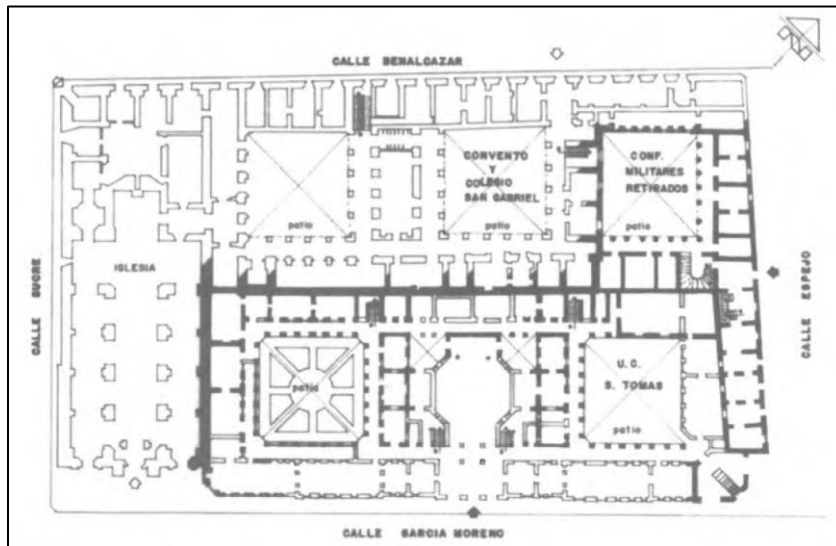 CALLE BENALCAZAR
CONVENTO
Y
COLEGIO
SAN GABRIEL
CONF.
MILITARES
RETIRADOS
patio
patio
patio
IGLESIA
CALLE SUCRE
CALLE ESPEJO
patio
U. C.
S. TOMAS
patio
CALLE GARCIA MORENO